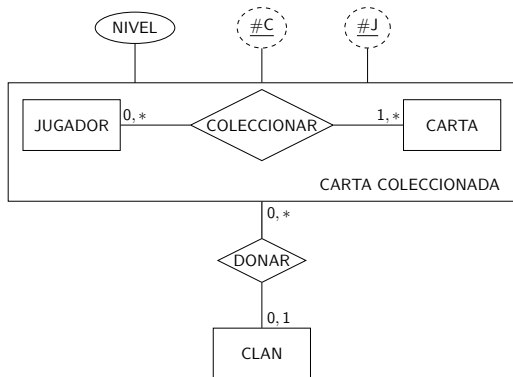 NIVEL #C #J
JUGADOR 0,∗ COLECCIONAR 1,∗ CARTA
CARTA COLECCIONADA
0,∗
DONAR
0,1
CLAN